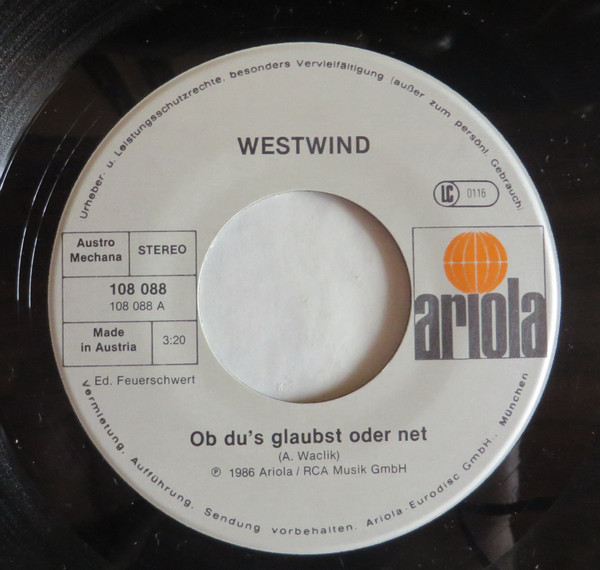 Urheber- u. Leistungsschutzrechte, besonders Vervielfältigung (außer zum persönl. Gebrauch)
WESTWIND
LC 0116
Austro
Mechana
STEREO
108 088
108 088 A
Made
in Austria
3:20
ariola
Ed. Feuerschwert
Ob du's glaubst oder net
(A. Waclik)
℗ 1986 Ariola / RCA Musik GmbH
Vermietung, Aufführung, Sendung vorbehalten. Ariola-Eurodisc GmbH., München